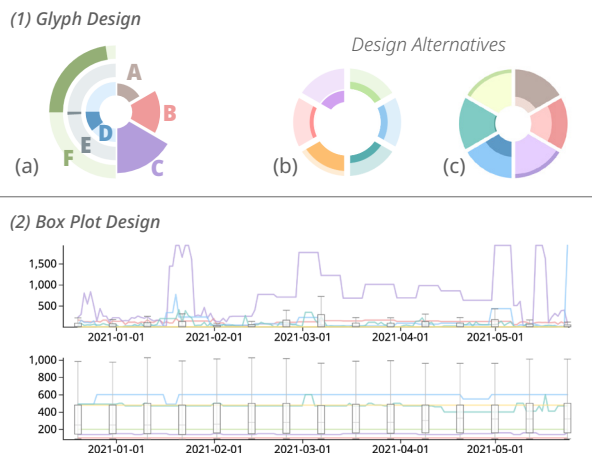 (1) Glyph Design
Design Alternatives
A
B
C
D
E
F
(a)
(b)
(c)
(2) Box Plot Design
1,500
1,000
500
2021-01-01
2021-02-01
2021-03-01
2021-04-01
2021-05-01
1,000
800
600
400
200
2021-01-01
2021-02-01
2021-03-01
2021-04-01
2021-05-01